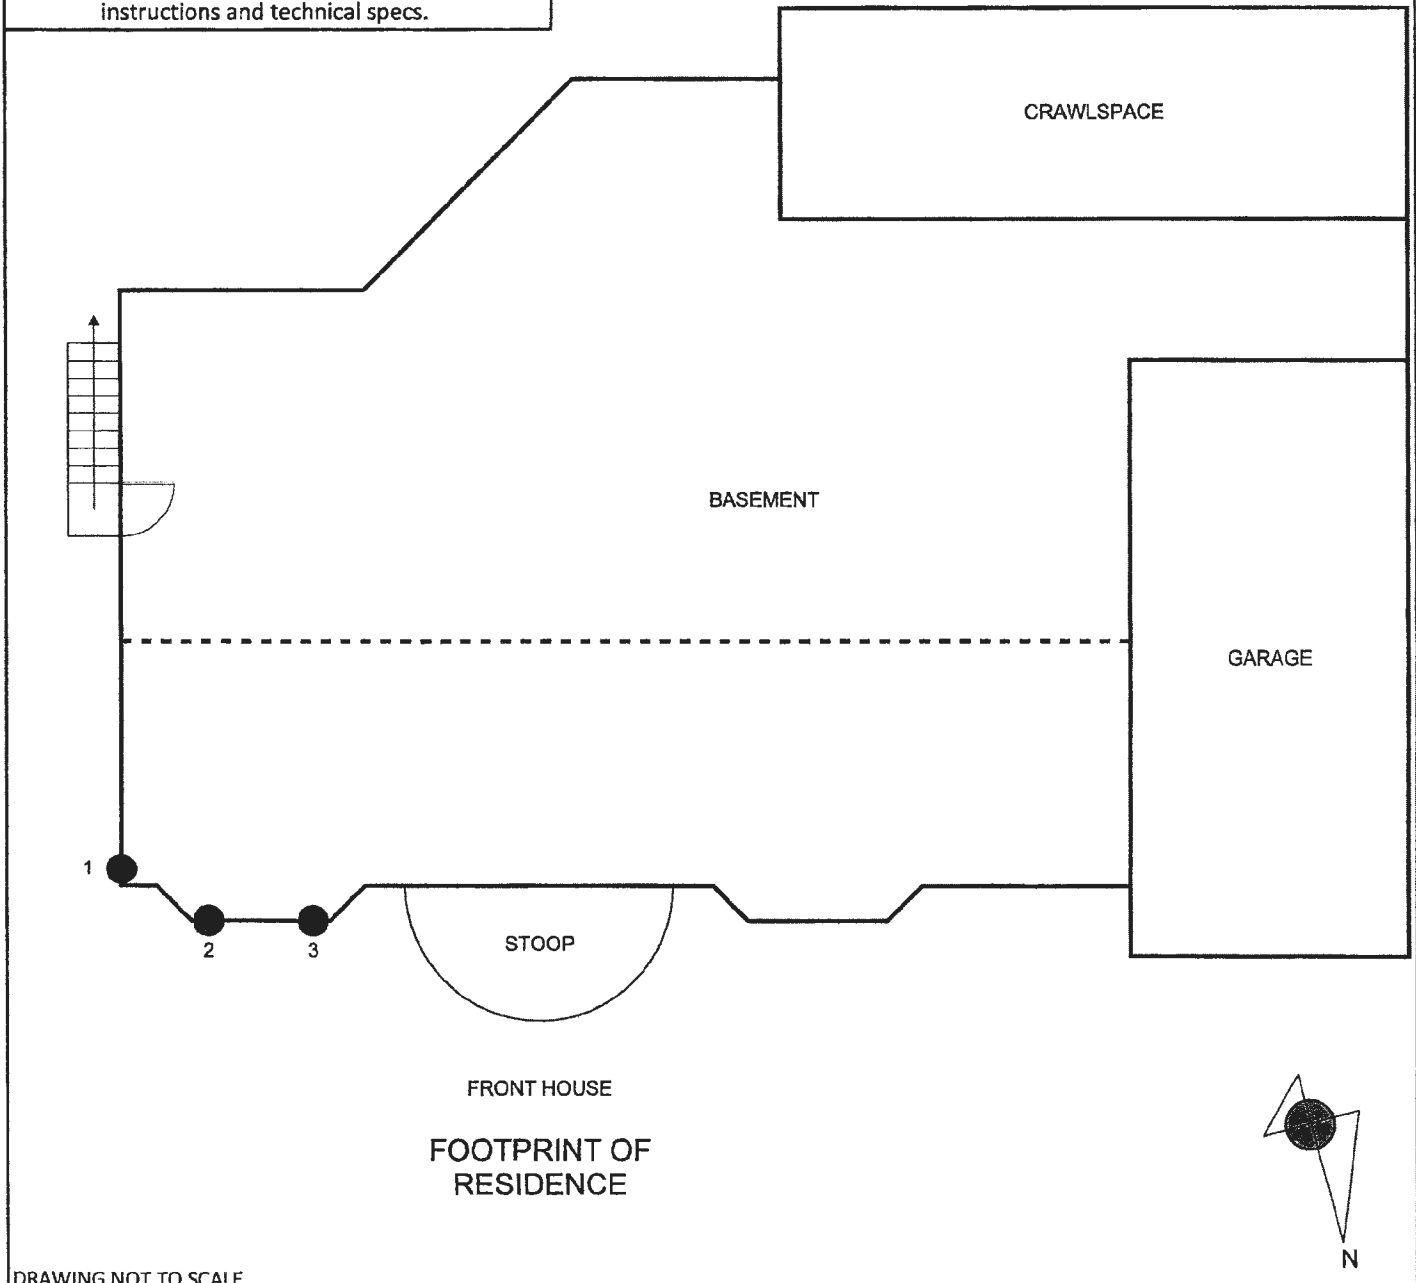 instructions and technical specs.
CRAWLSPACE
BASEMENT
GARAGE
1
2
3
STOOP
FRONT HOUSE
FOOTPRINT OF
RESIDENCE
N
DRAWING NOT TO SCALE